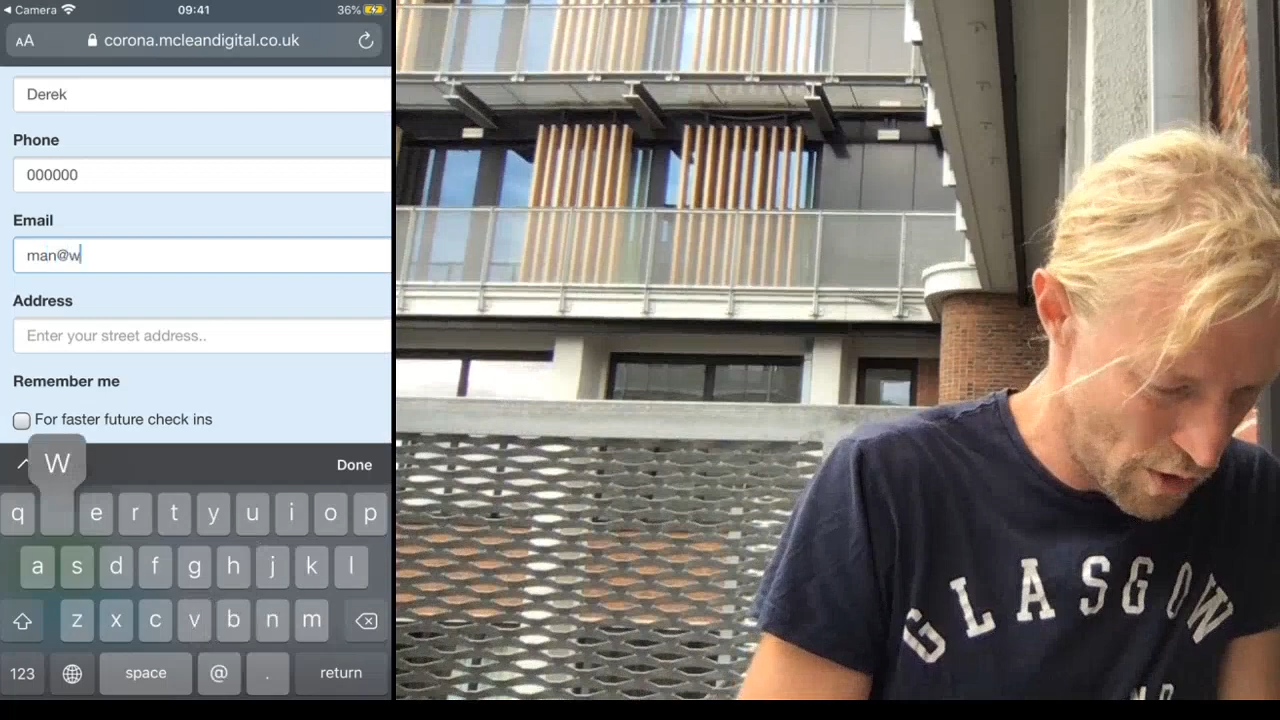 Camera 09:41 36%
AA corona.mcleandigital.co.uk
Derek
Phone
000000
Email
man@w
Address
Enter your street address..
Remember me
For faster future check ins
W Done
q e r t y u i o p
a s d f g h j k l
z x c v b n m
123 space @ . return
GLASGOW